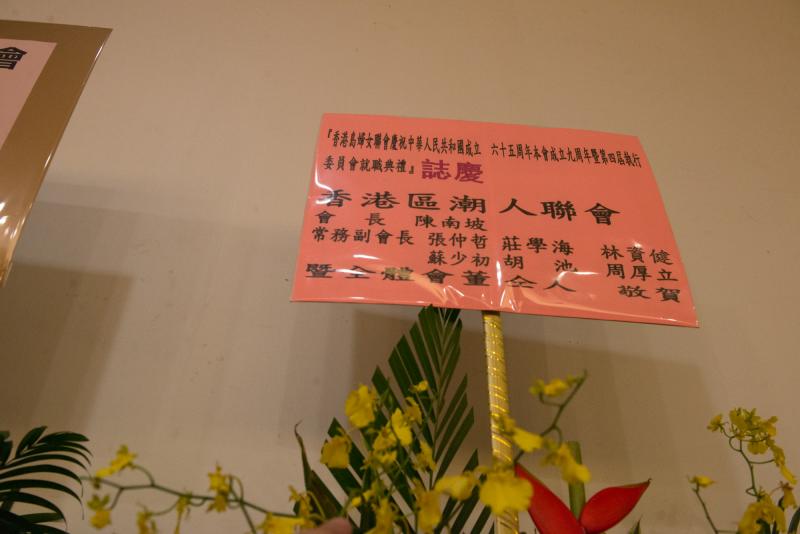 會
『香港島婦女聯會慶祝中華人民共和國成立 六十五周年本會成立九周年暨第四屆執行
委員會就職典禮』誌慶
香港區潮人聯會
會長 陳南坡
常務副會長 張仲哲 莊學海 林資健
蘇少初 胡池 周厚立
暨全體會董仝人 敬賀